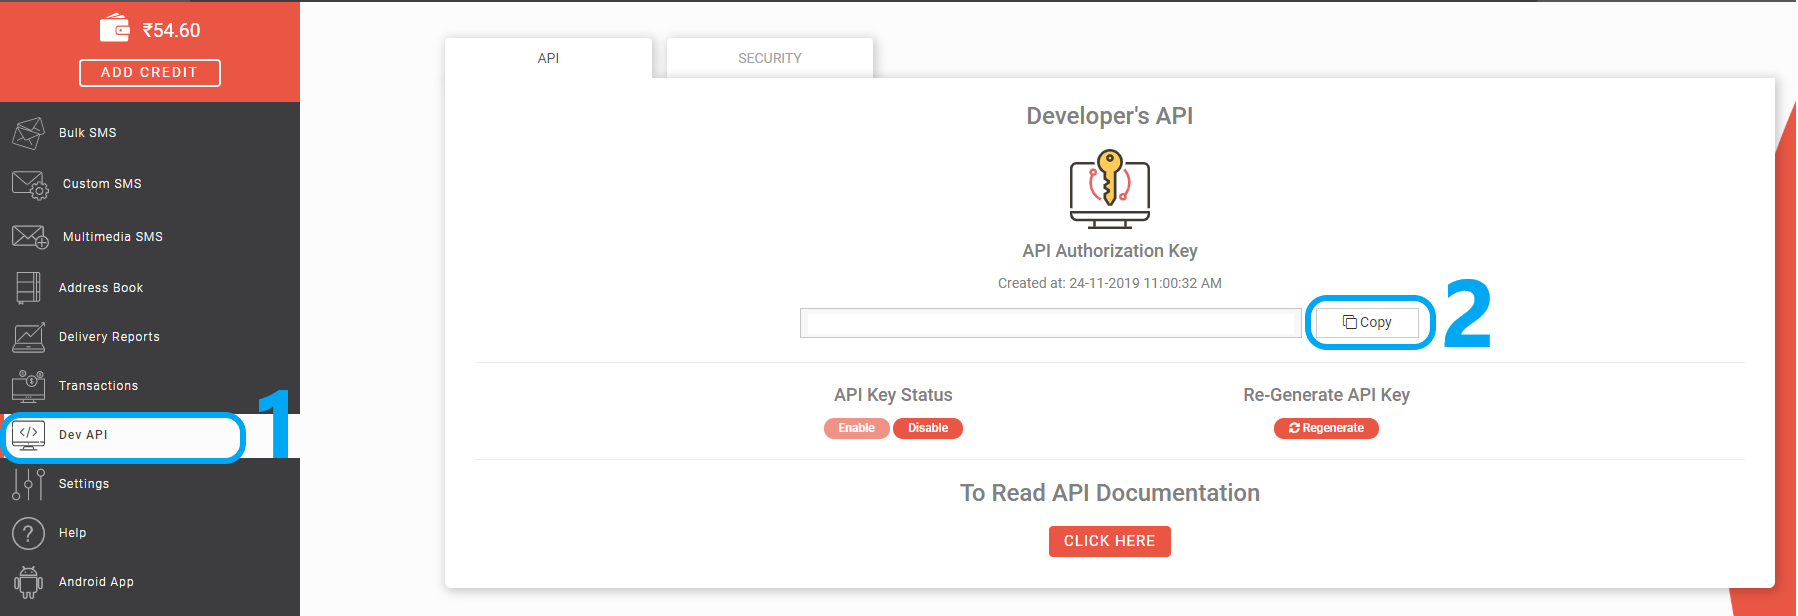 ₹54.60
ADD CREDIT
Bulk SMS
Custom SMS
Multimedia SMS
Address Book
Delivery Reports
Transactions
Dev API
1
Settings
Help
Android App
API
SECURITY
Developer's API
API Authorization Key
Created at: 24-11-2019 11:00:32 AM
Copy
2
API Key Status
Enable Disable
Re-Generate API Key
Regenerate
To Read API Documentation
CLICK HERE